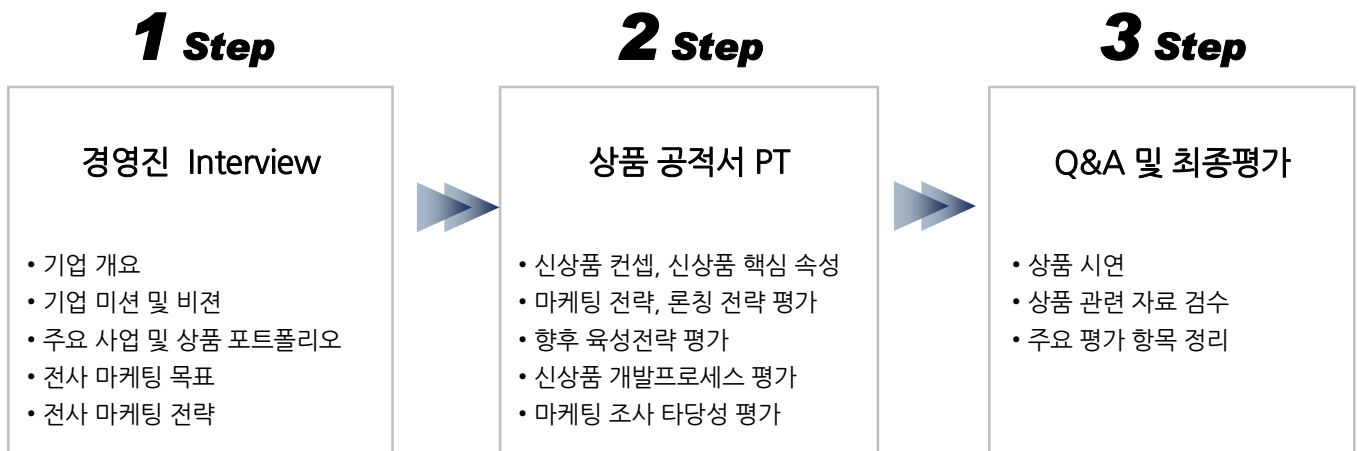 1 Step
경영진 Interview
• 기업 개요
• 기업 미션 및 비젼
• 주요 사업 및 상품 포트폴리오
• 전사 마케팅 목표
• 전사 마케팅 전략
2 Step
상품 공적서 PT
• 신상품 컨셉, 신상품 핵심 속성
• 마케팅 전략, 론칭 전략 평가
• 향후 육성전략 평가
• 신상품 개발프로세스 평가
• 마케팅 조사 타당성 평가
3 Step
Q&A 및 최종평가
• 상품 시연
• 상품 관련 자료 검수
• 주요 평가 항목 정리